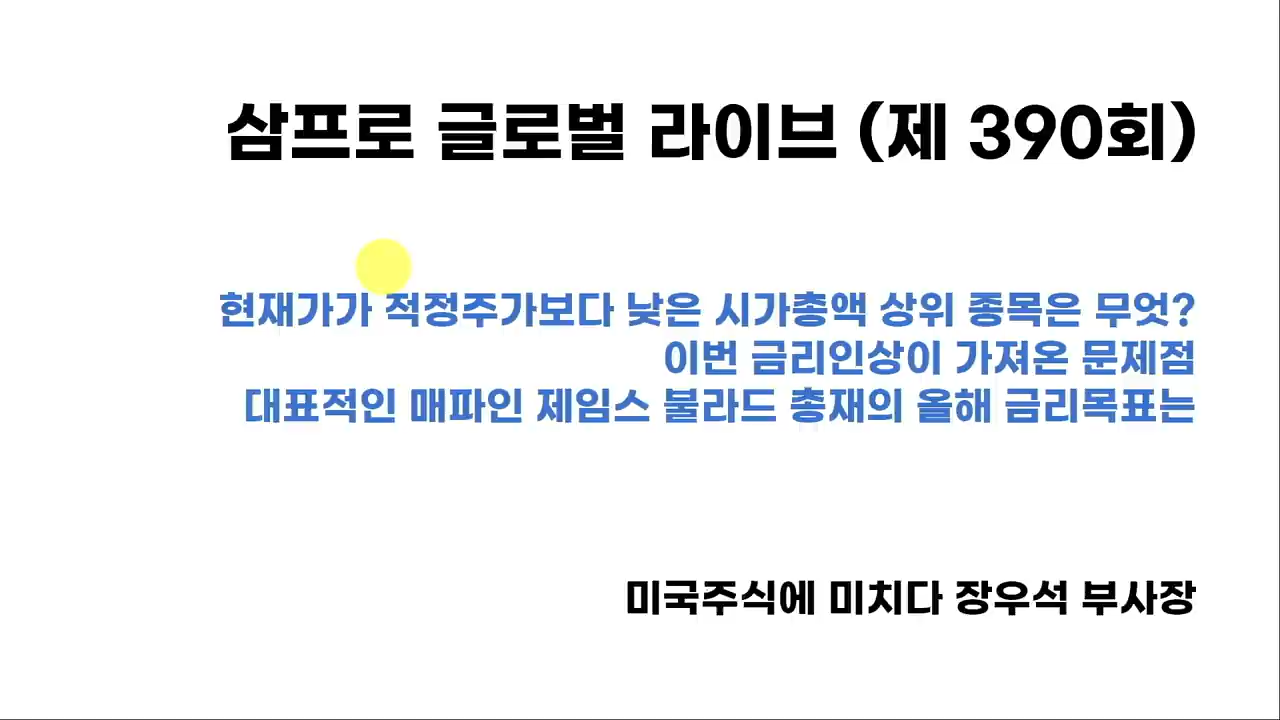 삼프로 글로벌 라이브 (제 390회)
현재가가 적정주가보다 낮은 시가총액 상위 종목은 무엇?
이번 금리인상이 가져온 문제점
대표적인 매파인 제임스 불라드 총재의 올해 금리목표는
미국주식에 미치다 장우석 부사장